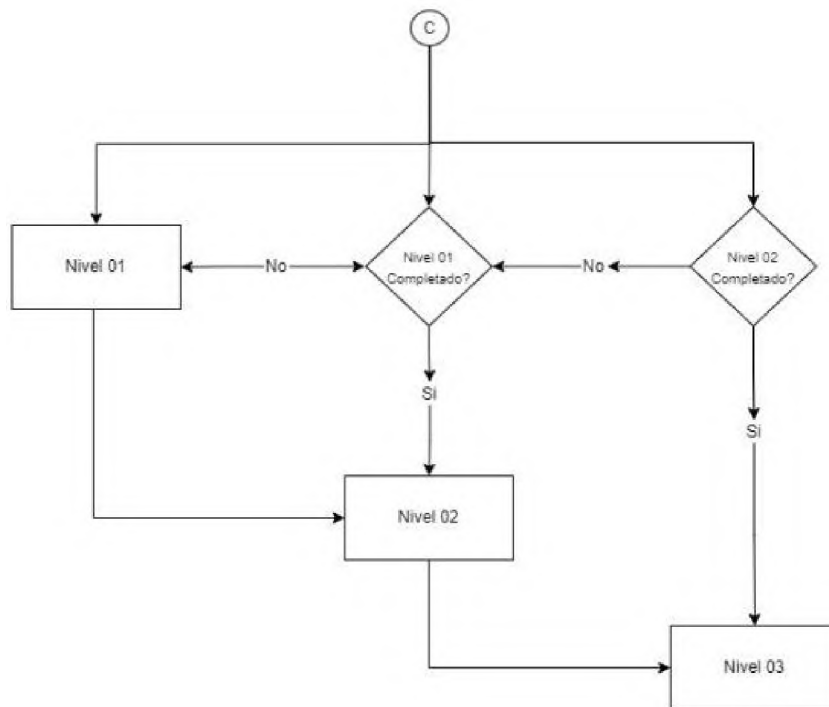 C
Nivel 01
No
Nivel 01
Completado?
No
Nivel 02
Completado?
Si
Si
Nivel 02
Nivel 03